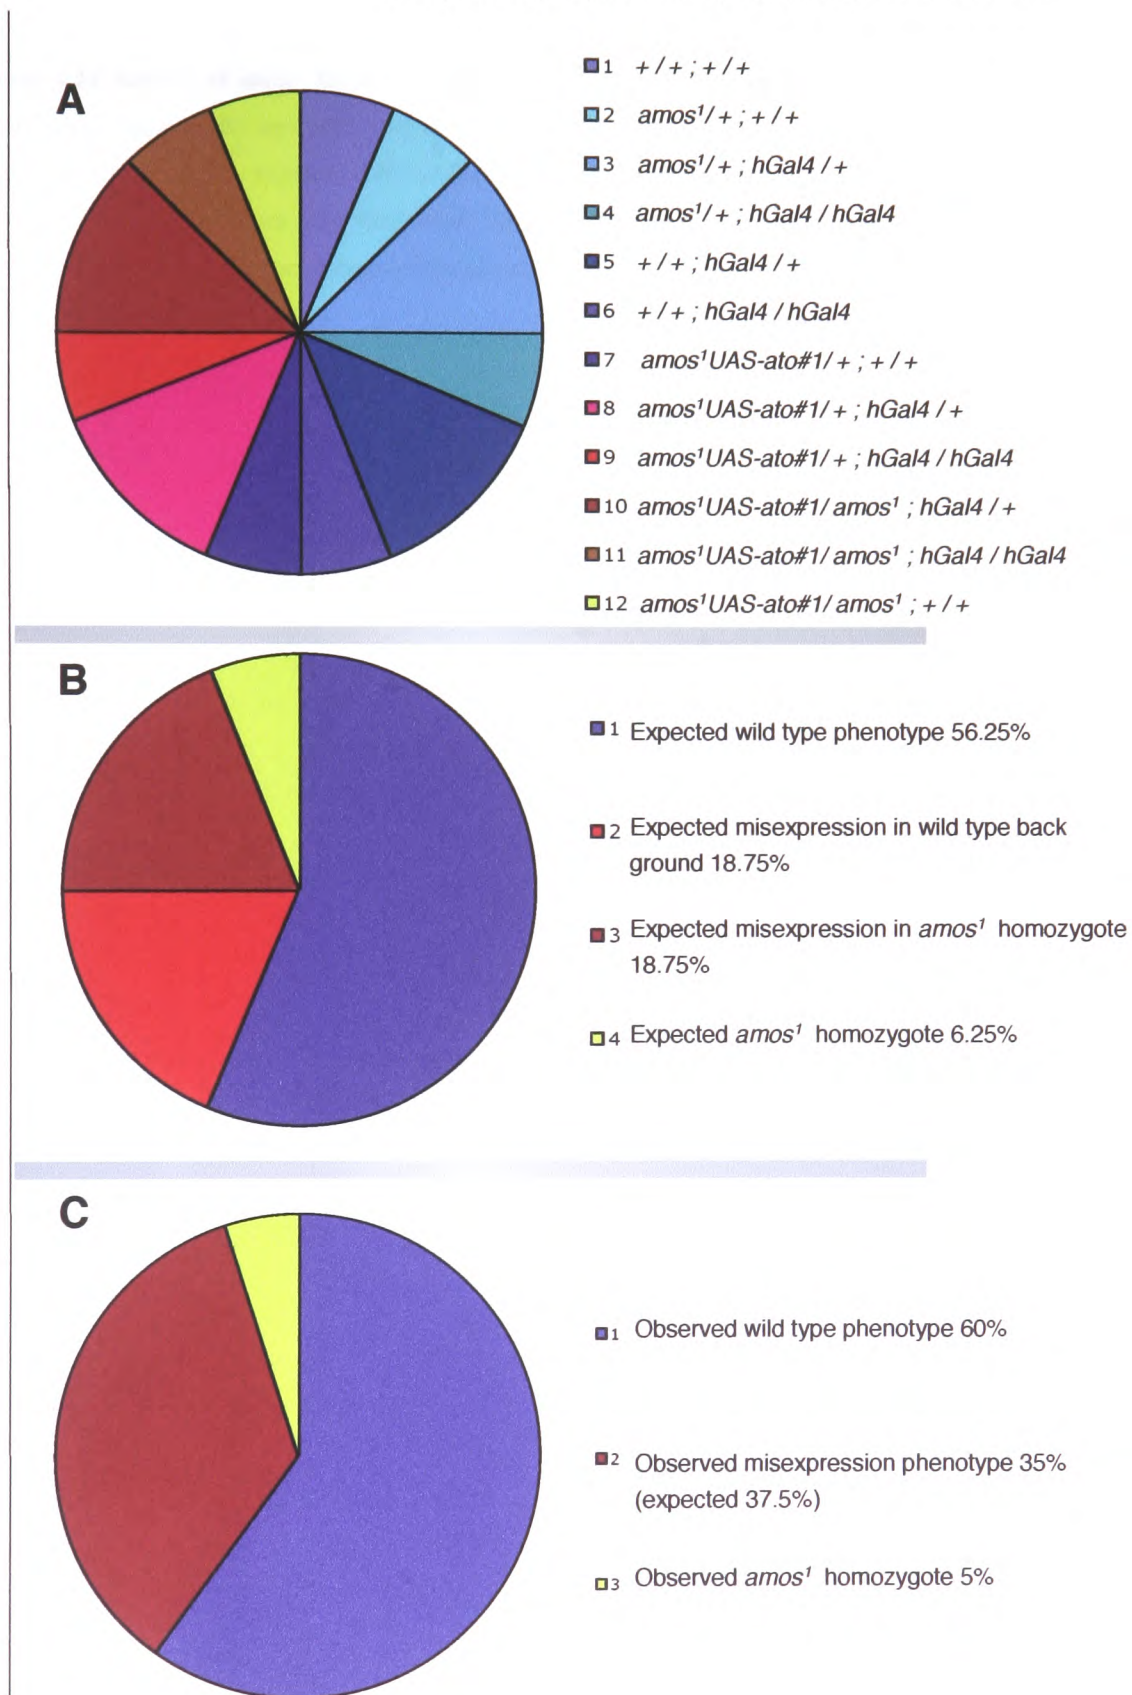 A
1 +/+ ; +/+
2 amos¹/+ ; +/+
3 amos¹/+ ; hGal4/+
4 amos¹/+ ; hGal4/hGal4
5 +/+ ; hGal4/+
6 +/+ ; hGal4/hGal4
7 amos¹UAS-ato#1/+ ; +/+
8 amos¹UAS-ato#1/+ ; hGal4/+
9 amos¹UAS-ato#1/+ ; hGal4/hGal4
10 amos¹UAS-ato#1/amos¹ ; hGal4/+
11 amos¹UAS-ato#1/amos¹ ; hGal4/hGal4
12 amos¹UAS-ato#1/amos¹ ; +/+
B
1 Expected wild type phenotype 56.25%
2 Expected misexpression in wild type back
ground 18.75%
3 Expected misexpression in amos¹ homozygote
18.75%
4 Expected amos¹ homozygote 6.25%
C
1 Observed wild type phenotype 60%
2 Observed misexpression phenotype 35%
(expected 37.5%)
3 Observed amos¹ homozygote 5%